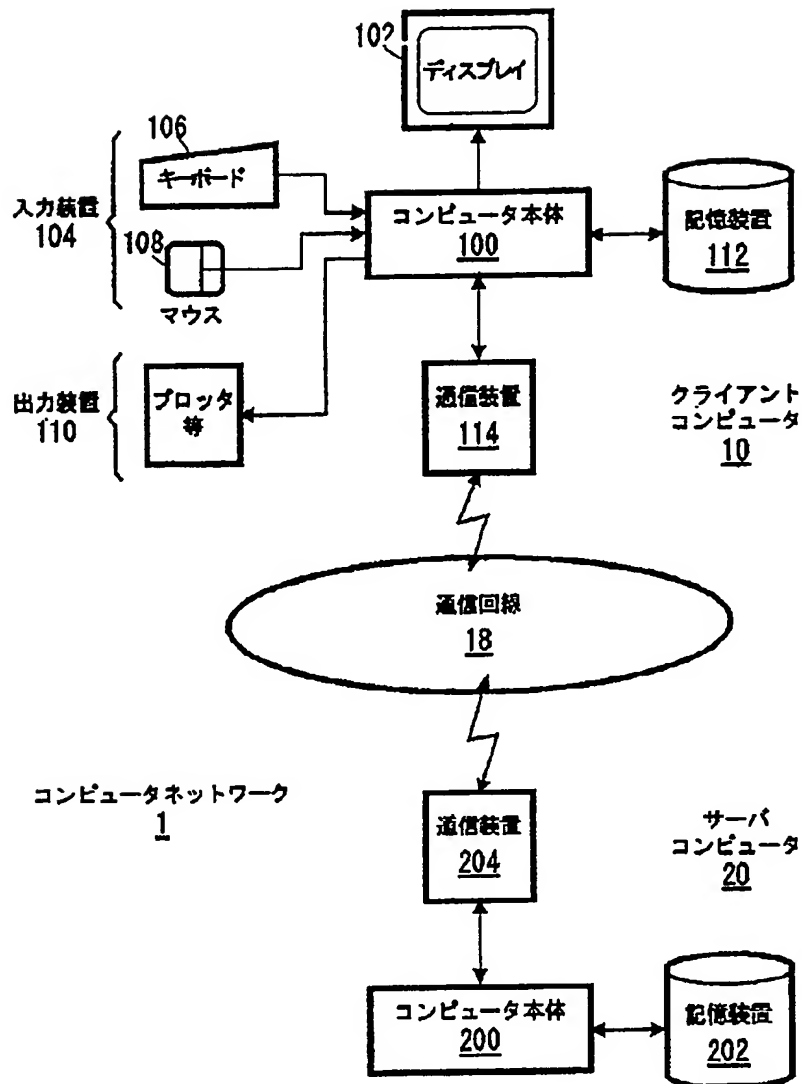 102
ディスプレイ
106
キーボード
入力装置
104
108
マウス
コンピュータ本体
100
記憶装置
112
出力装置
110
プロッタ
等
通信装置
114
クライアント
コンピュータ
10
通信回線
18
コンピュータネットワーク
1
通信装置
204
サーバ
コンピュータ
20
コンピュータ本体
200
記憶装置
202